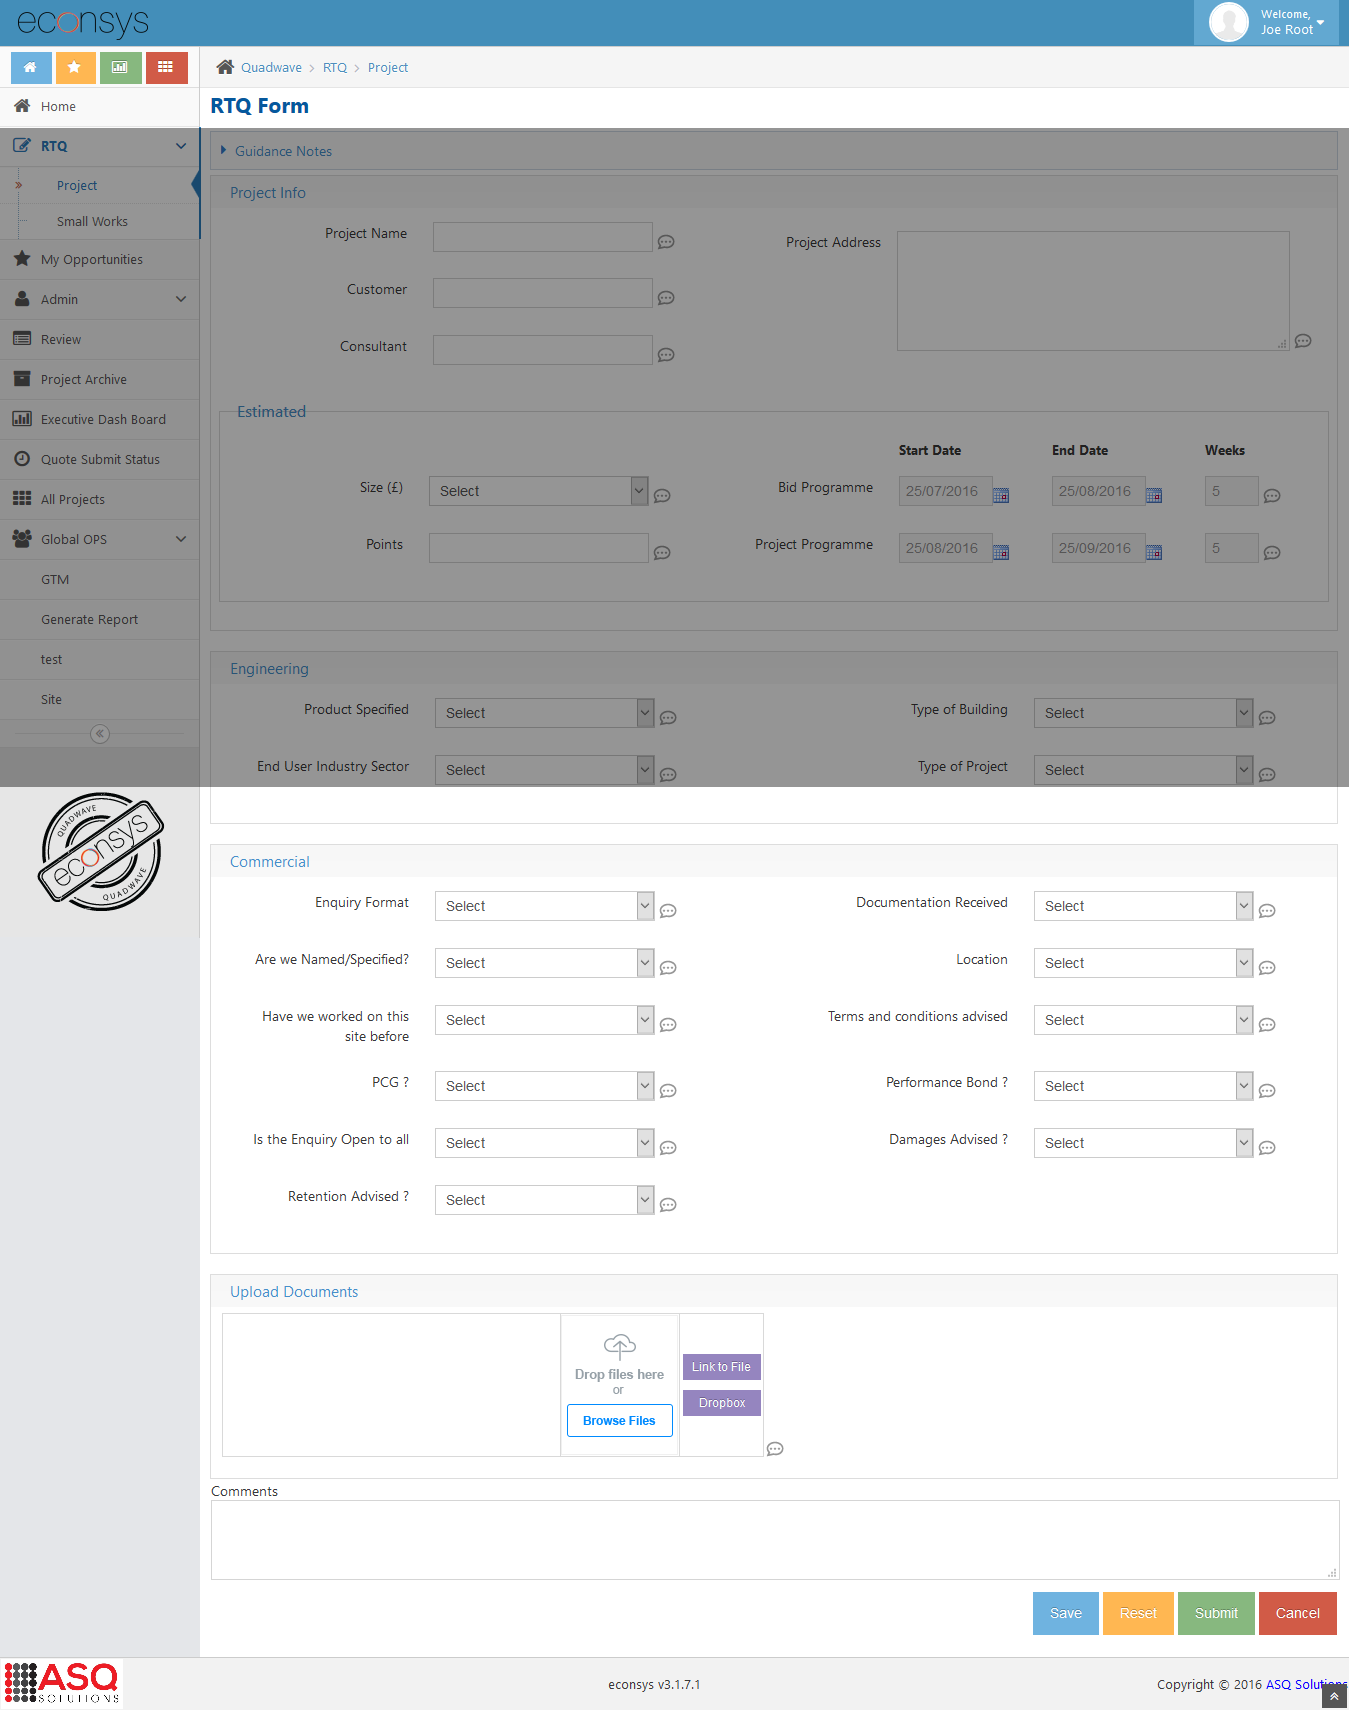 econsys
Welcome,
Joe Root
Quadwave > RTQ > Project
Home
RTQ Form
RTQ
Project
Small Works
My Opportunities
Admin
Review
Project Archive
Executive Dash Board
Quote Submit Status
All Projects
Global OPS
GTM
Generate Report
test
Site
QUADWAVE
econsys
QUADWAVE
Guidance Notes
Project Info
Project Name
Project Address
Customer
Consultant
Estimated
Start Date End Date Weeks
Size (£) Select Bid Programme 25/07/2016 25/08/2016 5
Points Project Programme 25/08/2016 25/09/2016 5
Engineering
Product Specified Select Type of Building Select
End User Industry Sector Select Type of Project Select
Commercial
Enquiry Format Select Documentation Received Select
Are we Named/Specified? Select Location Select
Have we worked on this
site before Select Terms and conditions advised Select
PCG ? Select Performance Bond ? Select
Is the Enquiry Open to all Select Damages Advised ? Select
Retention Advised ? Select
Upload Documents
Drop files here
or
Browse Files
Link to File
Dropbox
Comments
Save Reset Submit Cancel
ASQ
SOLUTIONS
econsys v3.1.7.1
Copyright © 2016 ASQ Solutions